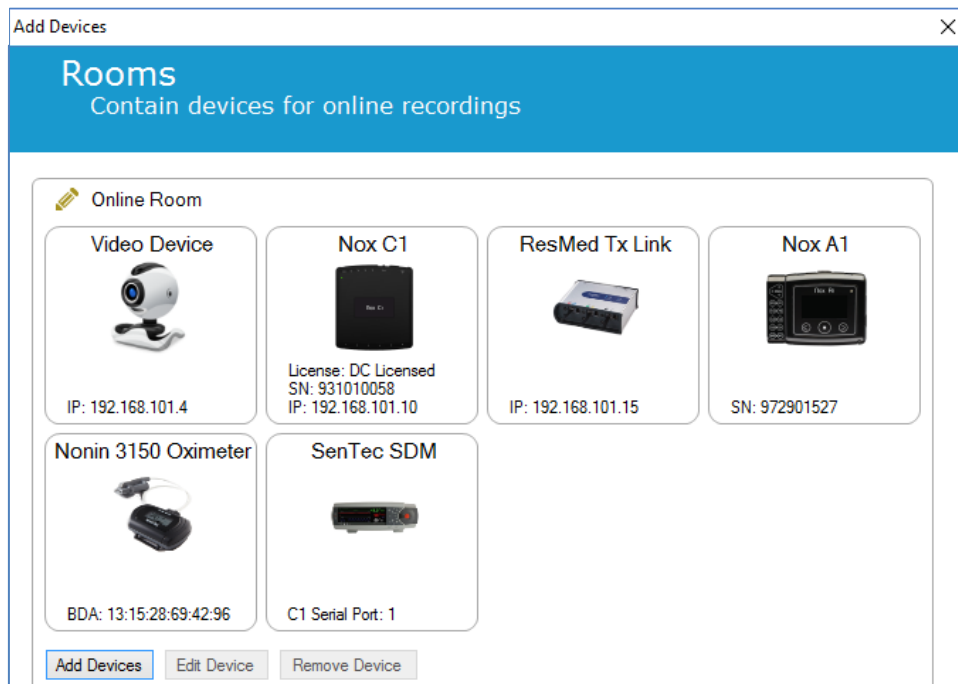 Add Devices
Rooms
Contain devices for online recordings
Online Room
Video Device
IP: 192.168.101.4
Nox C1
Nox C1
License: DC Licensed
SN: 931010058
IP: 192.168.101.10
ResMed Tx Link
IP: 192.168.101.15
Nox A1
SN: 972901527
Nonin 3150 Oximeter
BDA: 13:15:28:69:42:96
SenTec SDM
C1 Serial Port: 1
Add Devices
Edit Device
Remove Device